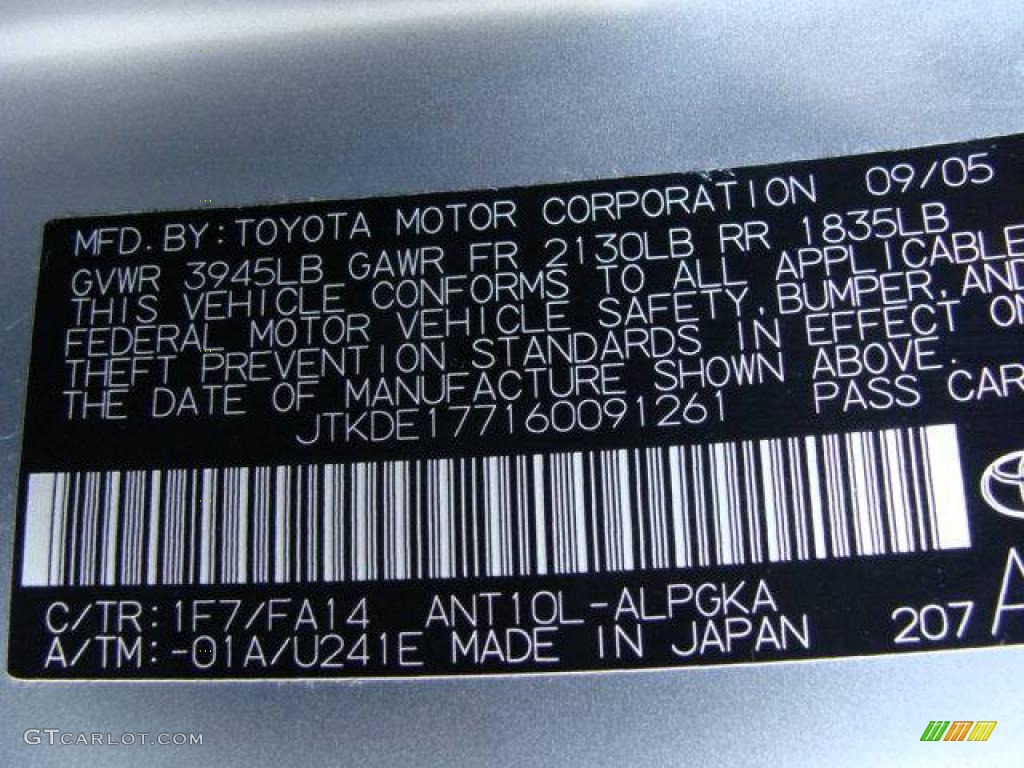 MFD. BY: TOYOTA MOTOR CORPORATION 09/05
GVWR 3945LB GAWR FR 2130LB RR 1835LB
THIS VEHICLE CONFORMS TO ALL APPLICABLE
FEDERAL MOTOR VEHICLE SAFETY, BUMPER, AND
THEFT PREVENTION STANDARDS IN EFFECT ON
THE DATE OF MANUFACTURE SHOWN ABOVE.
JTKDE177160091261 PASS CAR
C/TR: 1F7/FA14 ANT10L-ALPGKA
A/TM: -01A/U241E MADE IN JAPAN 207 A
GTCARLOT.COM